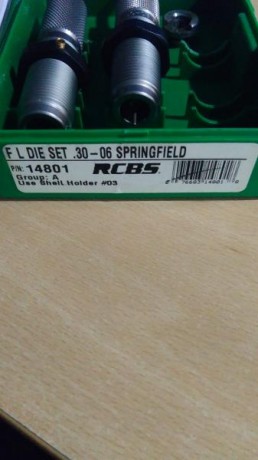 F L DIE SET .30-06 SPRINGFIELD
P/N: 14801 RCBS
Group: A
Use Shell Holder #03